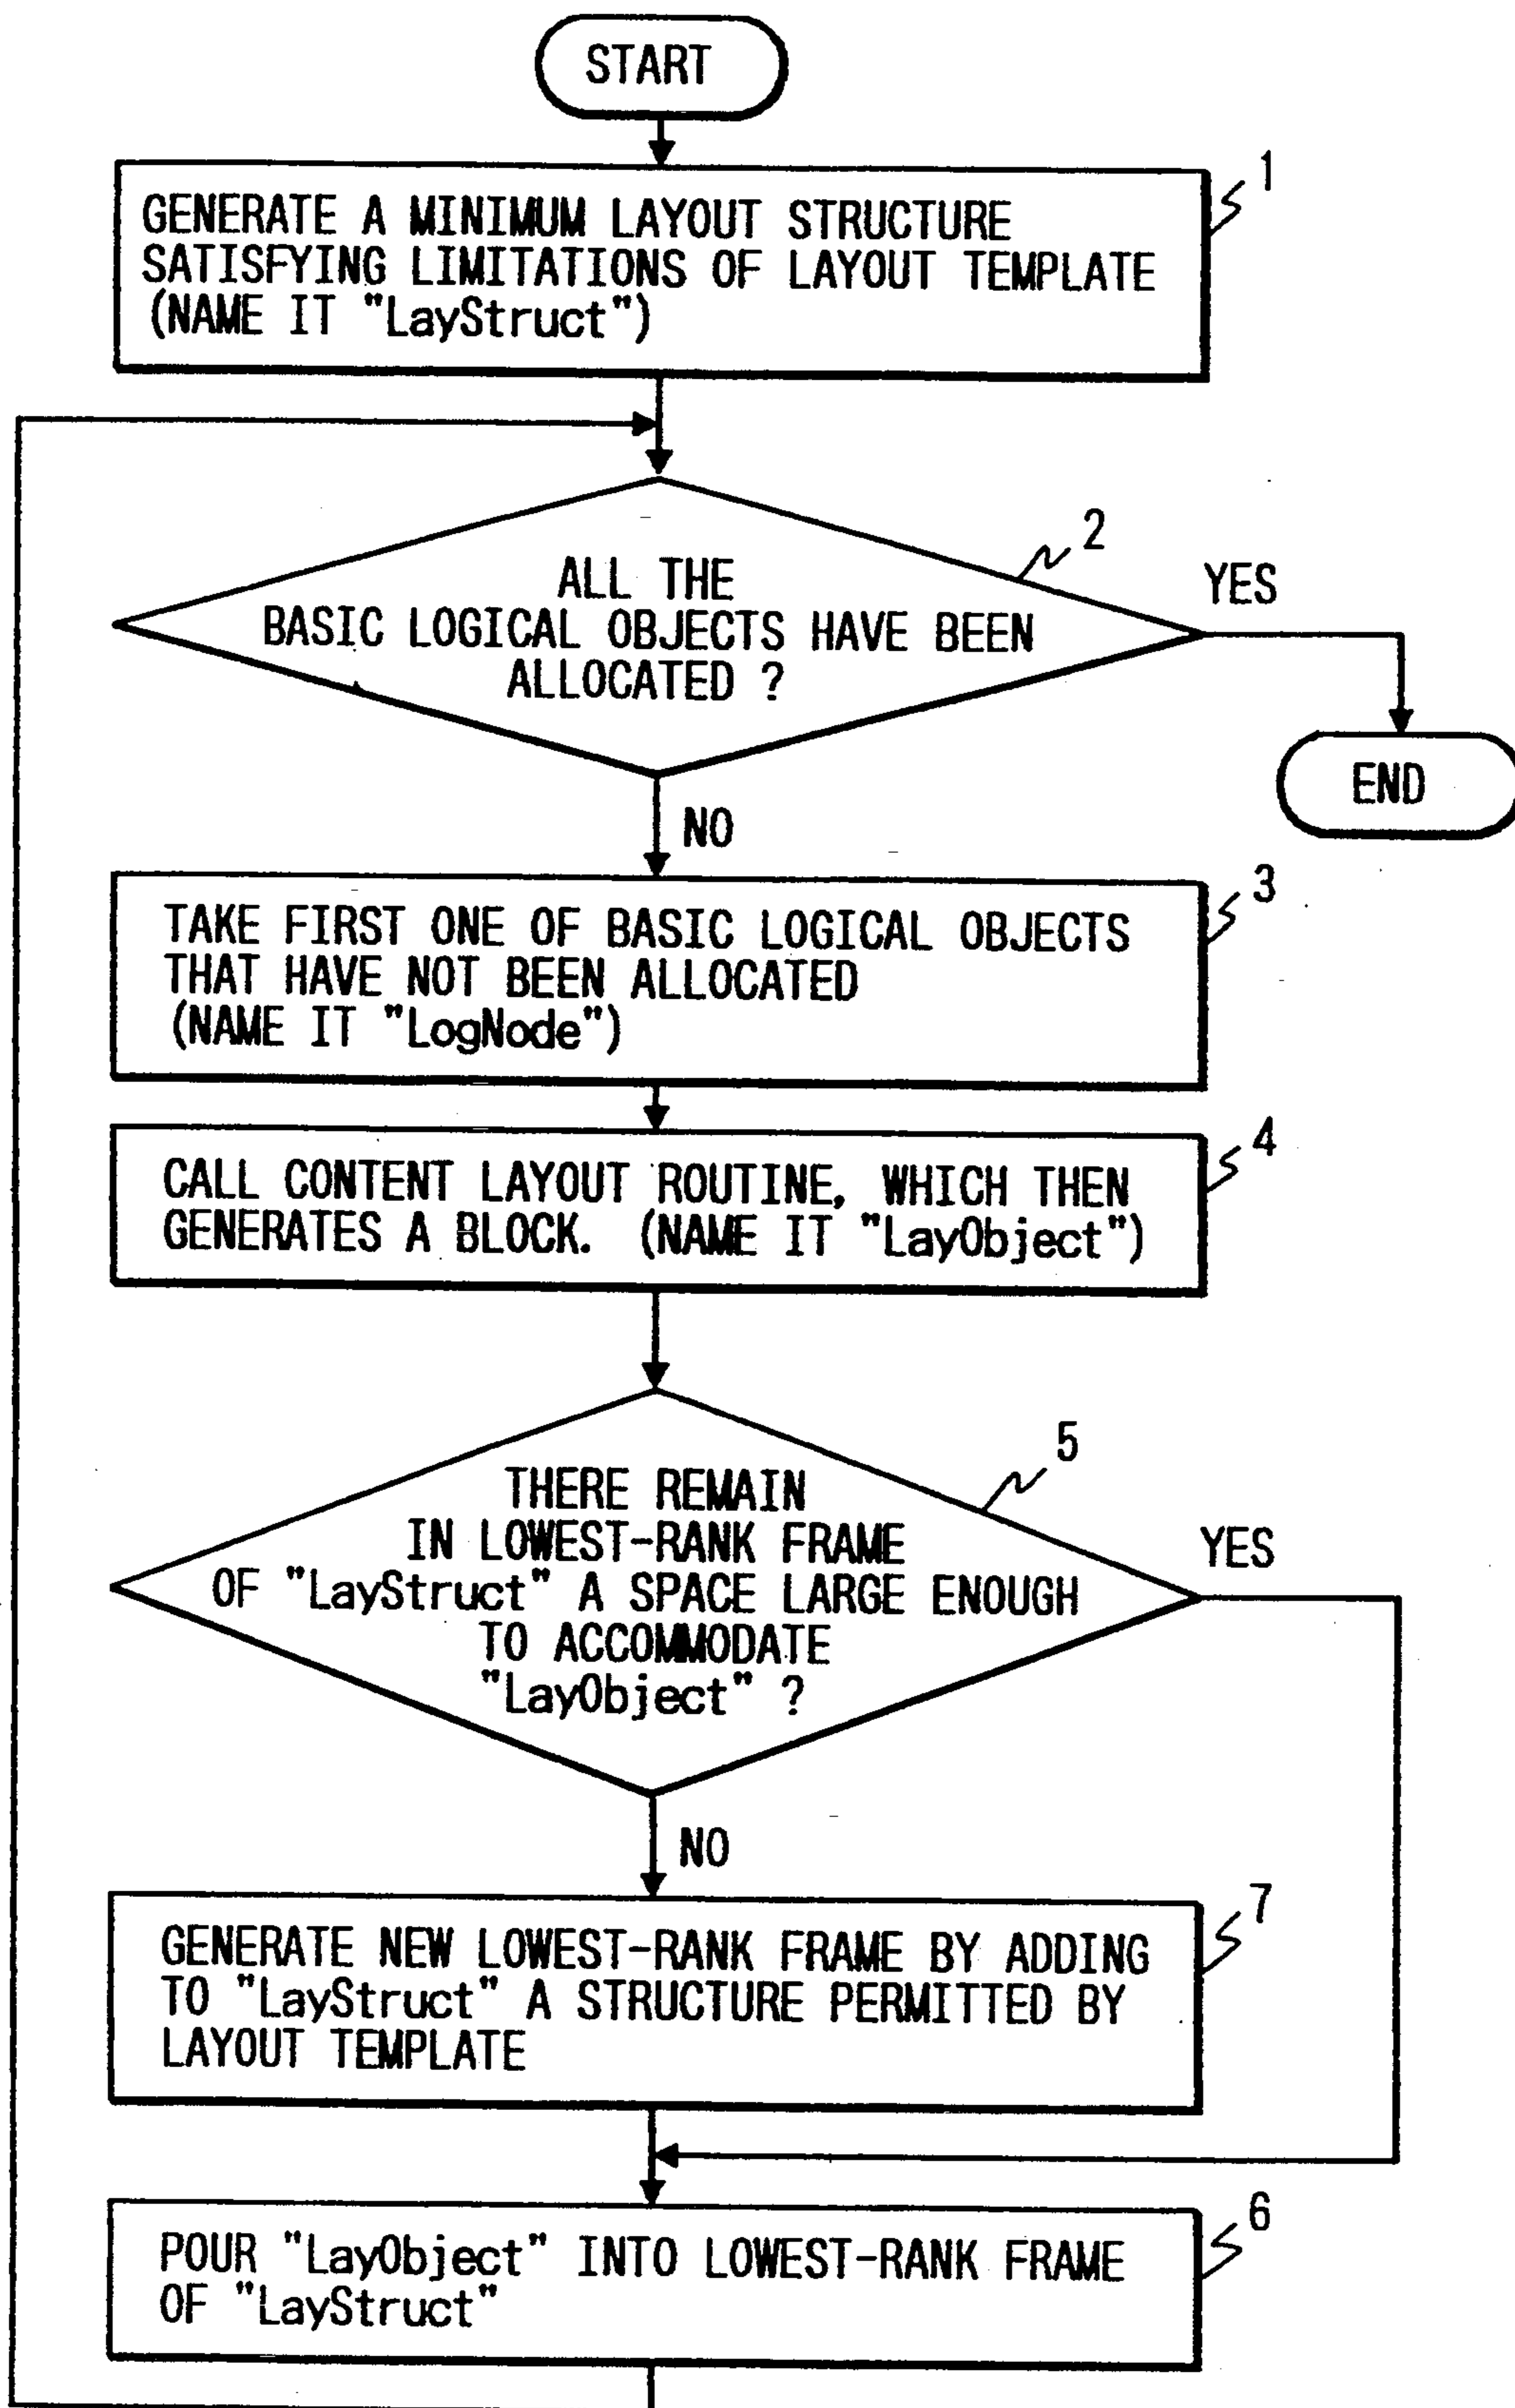 START
1
GENERATE A MINIMUM LAYOUT STRUCTURE
SATISFYING LIMITATIONS OF LAYOUT TEMPLATE
(NAME IT "LayStruct")
2
ALL THE
BASIC LOGICAL OBJECTS HAVE BEEN
ALLOCATED ?
YES
END
NO
3
TAKE FIRST ONE OF BASIC LOGICAL OBJECTS
THAT HAVE NOT BEEN ALLOCATED
(NAME IT "LogNode")
4
CALL CONTENT LAYOUT ROUTINE, WHICH THEN
GENERATES A BLOCK. (NAME IT "LayObject")
5
THERE REMAIN
IN LOWEST-RANK FRAME
OF "LayStruct" A SPACE LARGE ENOUGH
TO ACCOMMODATE
"LayObject" ?
YES
NO
7
GENERATE NEW LOWEST-RANK FRAME BY ADDING
TO "LayStruct" A STRUCTURE PERMITTED BY
LAYOUT TEMPLATE
6
POUR "LayObject" INTO LOWEST-RANK FRAME
OF "LayStruct"